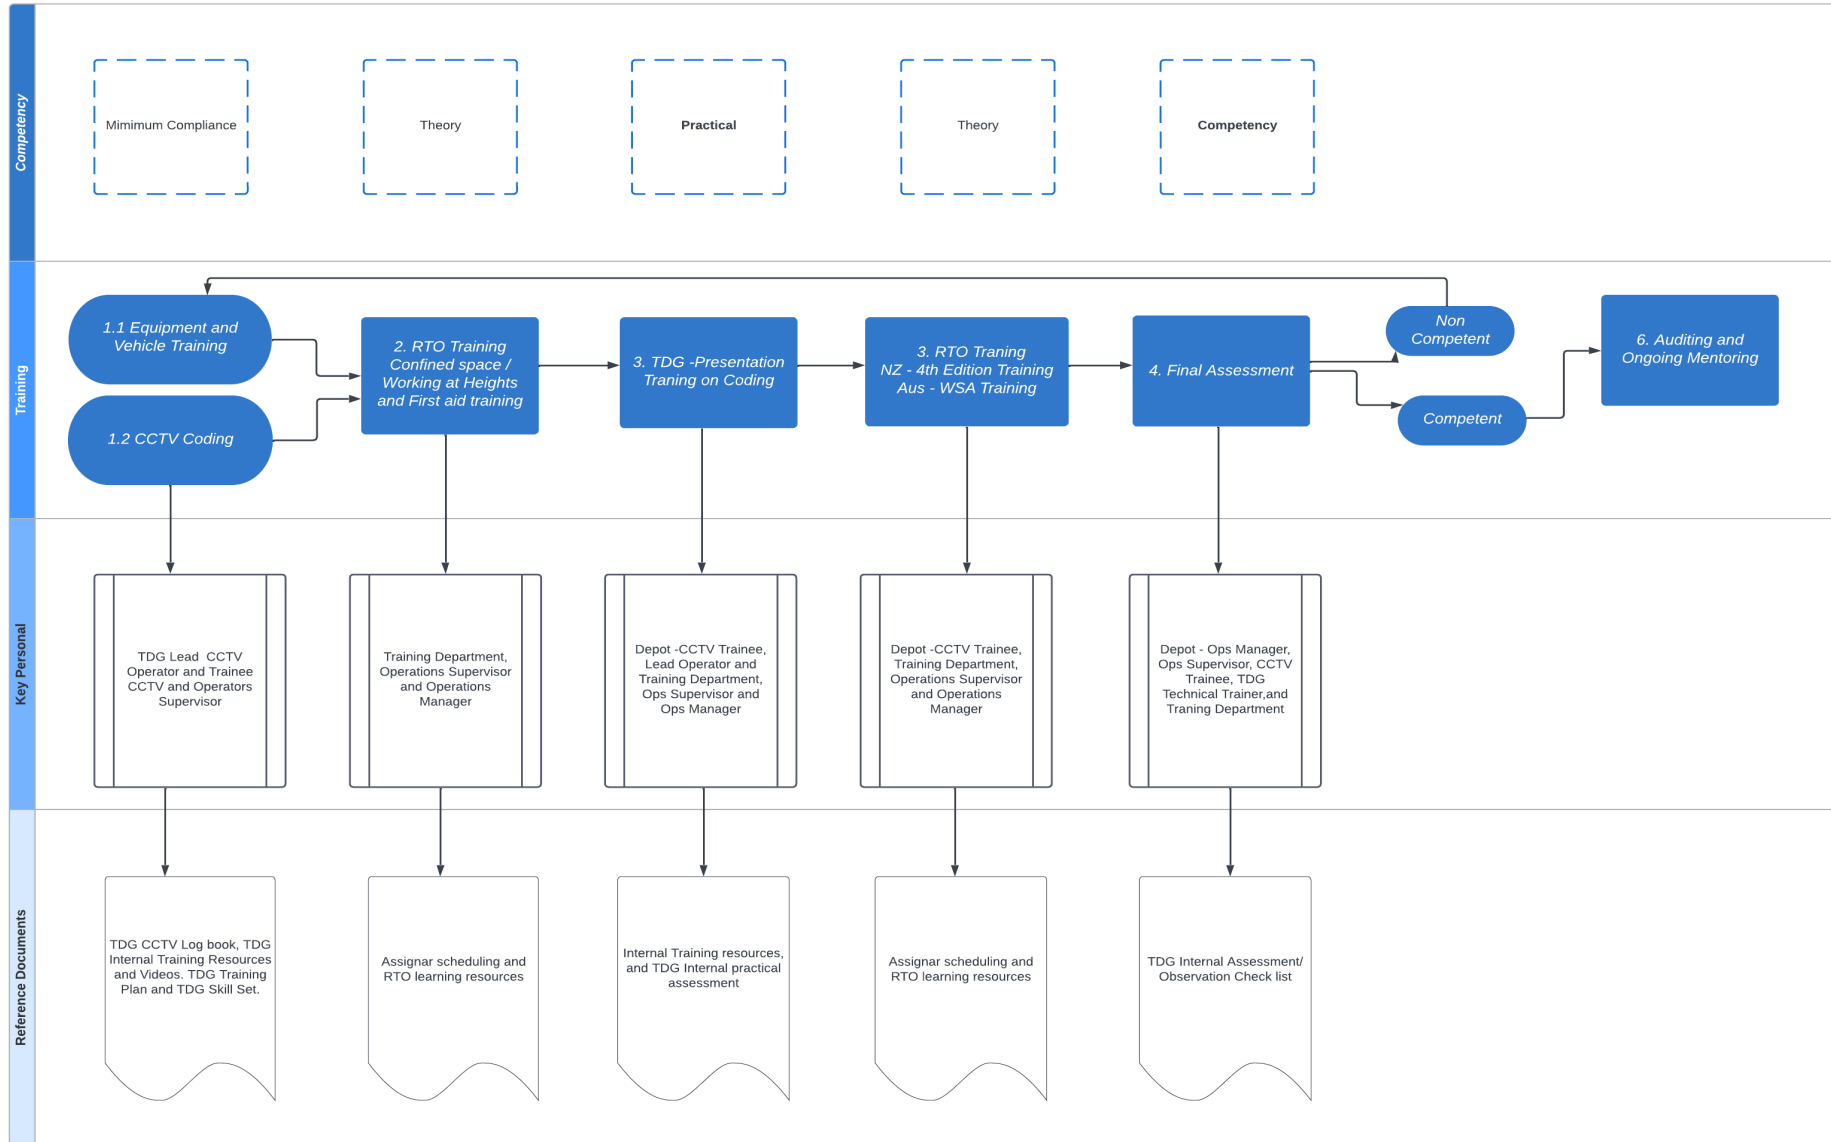 Competency
Mimimum Compliance
Theory
Practical
Theory
Competency
Training
1.1 Equipment and
Vehicle Training
1.2 CCTV Coding
2. RTO Training
Confined space /
Working at Heights
and First aid training
3. TDG -Presentation
Traning on Coding
3. RTO Traning
NZ - 4th Edition Training
Aus - WSA Training
4. Final Assessment
Non
Competent
Competent
6. Auditing and
Ongoing Mentoring
Key Personal
TDG Lead  CCTV
Operator and Trainee
CCTV and Operators
Supervisor
Training Department,
Operations Supervisor
and Operations
Manager
Depot -CCTV Trainee,
Lead Operator and
Training Department,
Ops Supervisor and
Ops Manager
Depot -CCTV Trainee,
Training Department,
Operations Supervisor
and Operations
Manager
Depot - Ops Manager,
Ops Supervisor, CCTV
Trainee, TDG
Technical Trainer,and
Traning Department
Reference Documents
TDG CCTV Log book, TDG
Internal Training Resources
and Videos. TDG Training
Plan and TDG Skill Set.
Assignar scheduling and
RTO learning resources
Internal Training resources,
and TDG Internal practical
assessment
Assignar scheduling and
RTO learning resources
TDG Internal Assessment/
Observation Check list